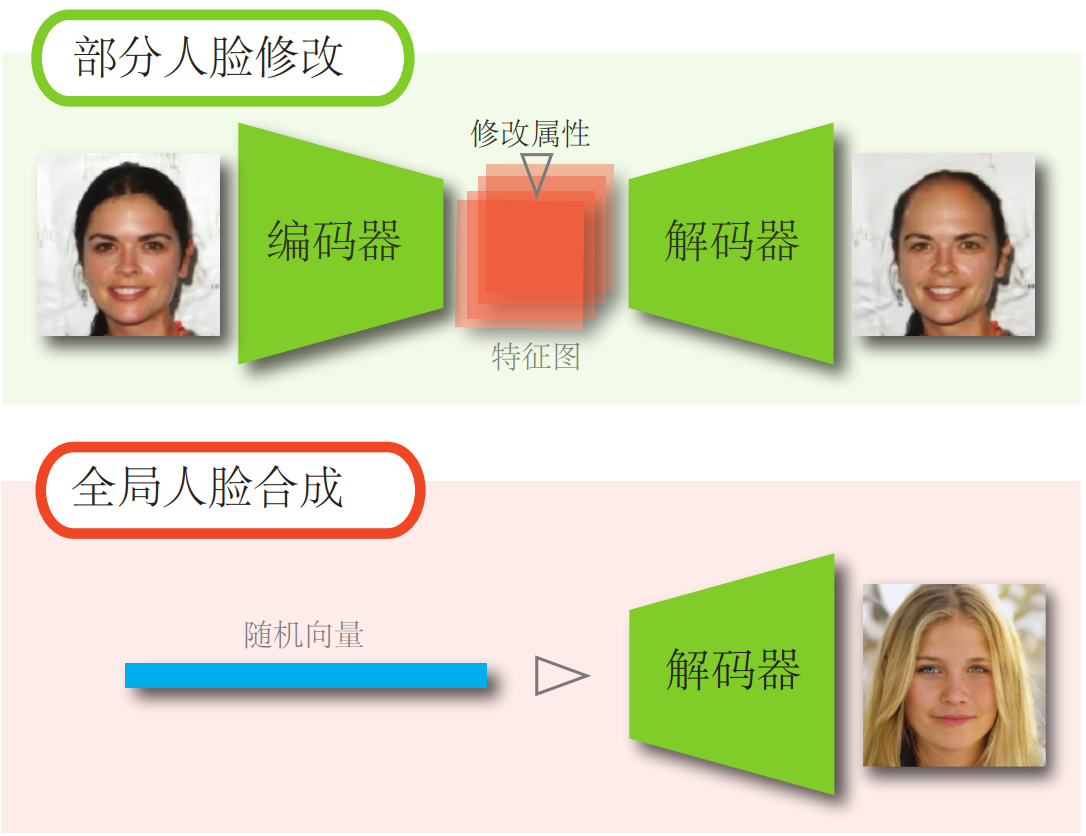 部分人脸修改
修改属性
编码器
解码器
特征图
全局人脸合成
随机向量
解码器